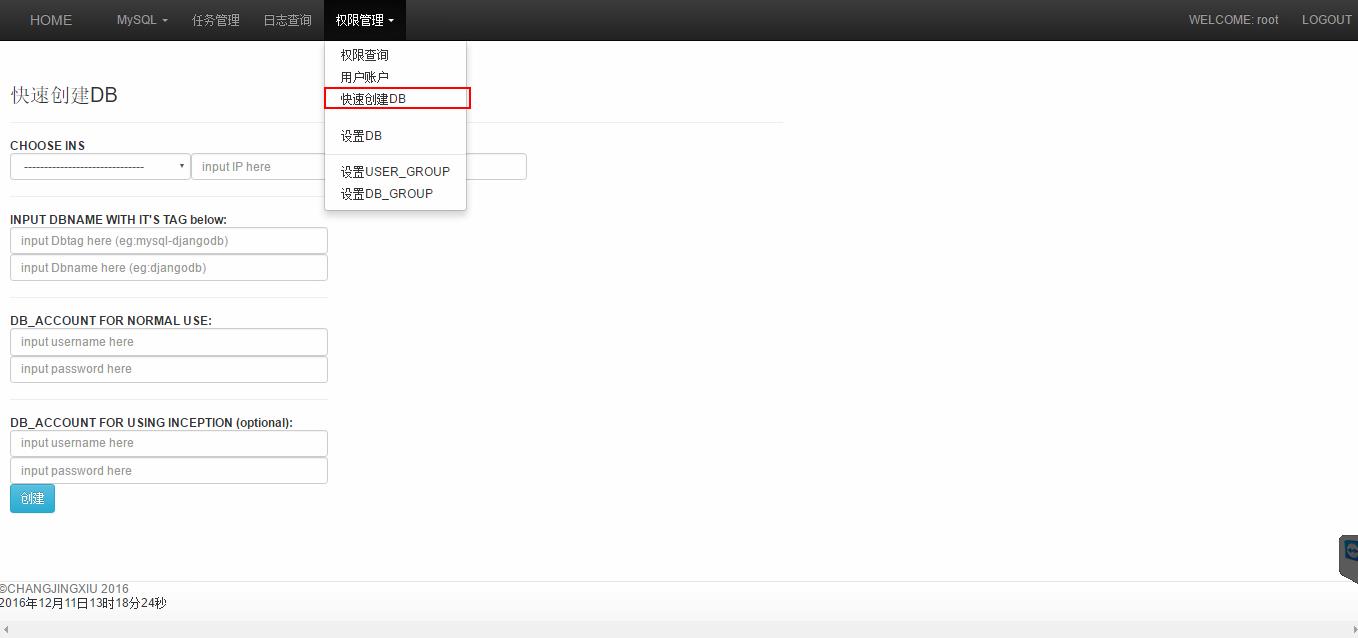 HOME MySQL 任务管理 日志查询 权限管理 WELCOME: root LOGOUT
权限查询
用户账户
快速创建DB
设置DB
设置USER_GROUP
设置DB_GROUP
快速创建DB
CHOOSE INS
------------------------------ input IP here
INPUT DBNAME WITH IT'S TAG below:
input Dbtag here (eg:mysql-djangodb)
input Dbname here (eg:djangodb)
DB_ACCOUNT FOR NORMAL USE:
input username here
input password here
DB_ACCOUNT FOR USING INCEPTION (optional):
input username here
input password here
创建
©CHANGJINGXIU 2016
2016年12月11日13时18分24秒